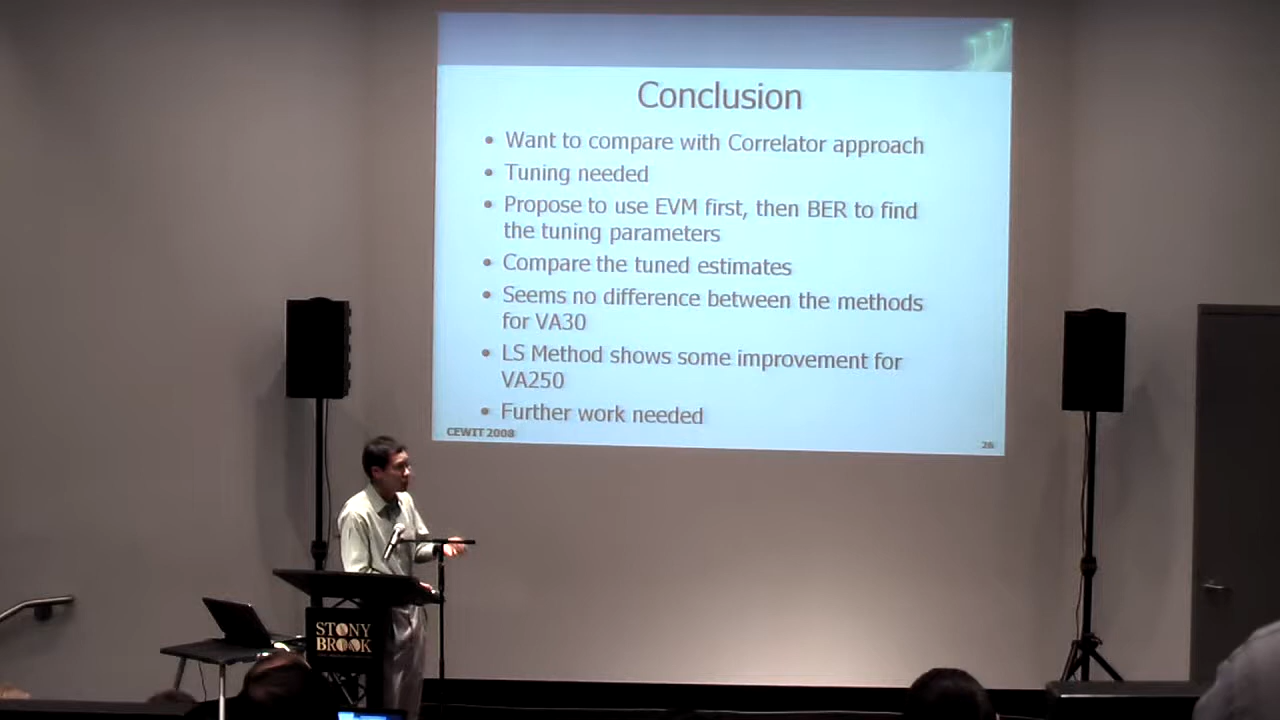 Conclusion
• Want to compare with Correlator approach
• Tuning needed
• Propose to use EVM first, then BER to find
the tuning parameters
• Compare the tuned estimates
• Seems no difference between the methods
for VA30
• LS Method shows some improvement for
VA250
• Further work needed
CEWIT 2008
26
STONY
BROOK